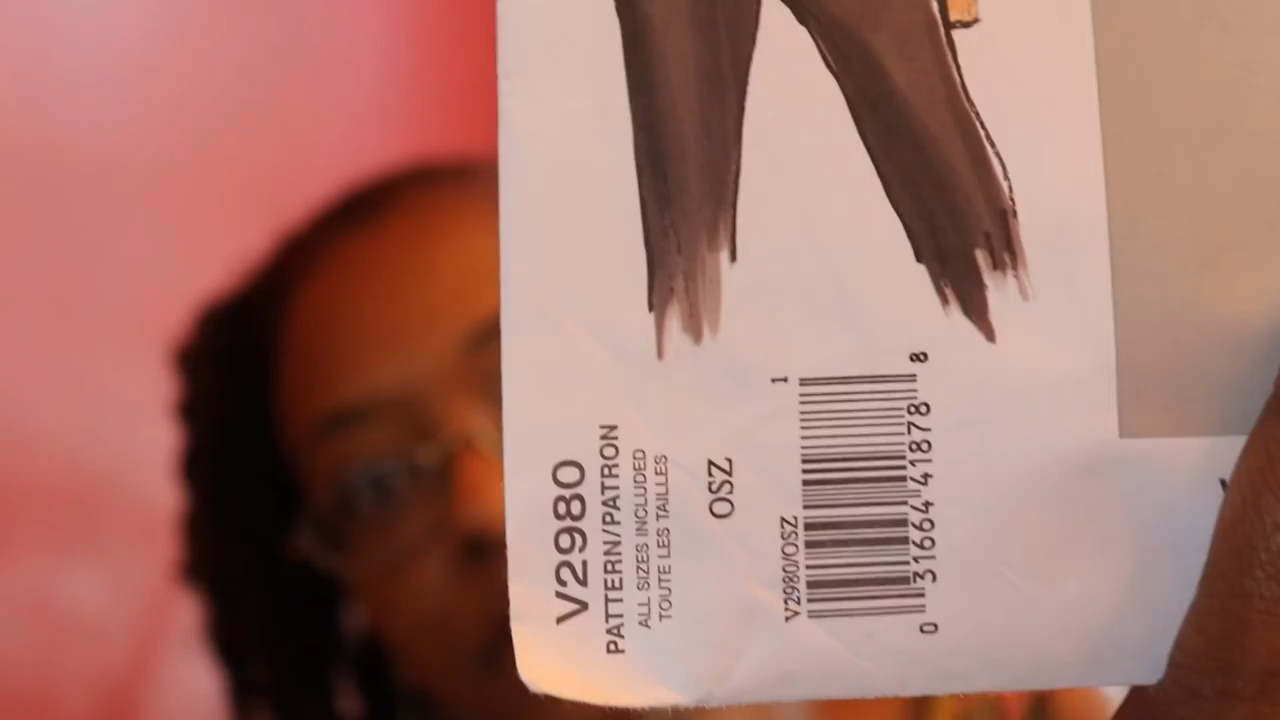 V2980
PATTERN/PATRON
ALL SIZES INCLUDED
TOUTE LES TAILLES
OSZ
V2980/OSZ
1
0 31664 41878 8